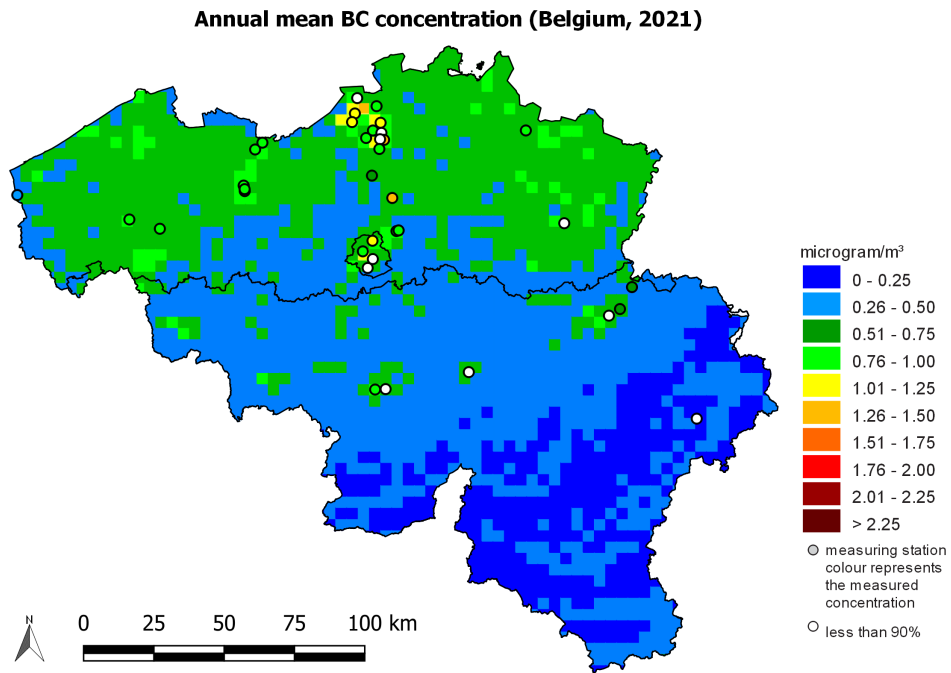 Annual mean BC concentration (Belgium, 2021)
microgram/m³
0 - 0.25
0.26 - 0.50
0.51 - 0.75
0.76 - 1.00
1.01 - 1.25
1.26 - 1.50
1.51 - 1.75
1.76 - 2.00
2.01 - 2.25
> 2.25
measuring station
colour represents
the measured
concentration
less than 90%
N
0 25 50 75 100 km